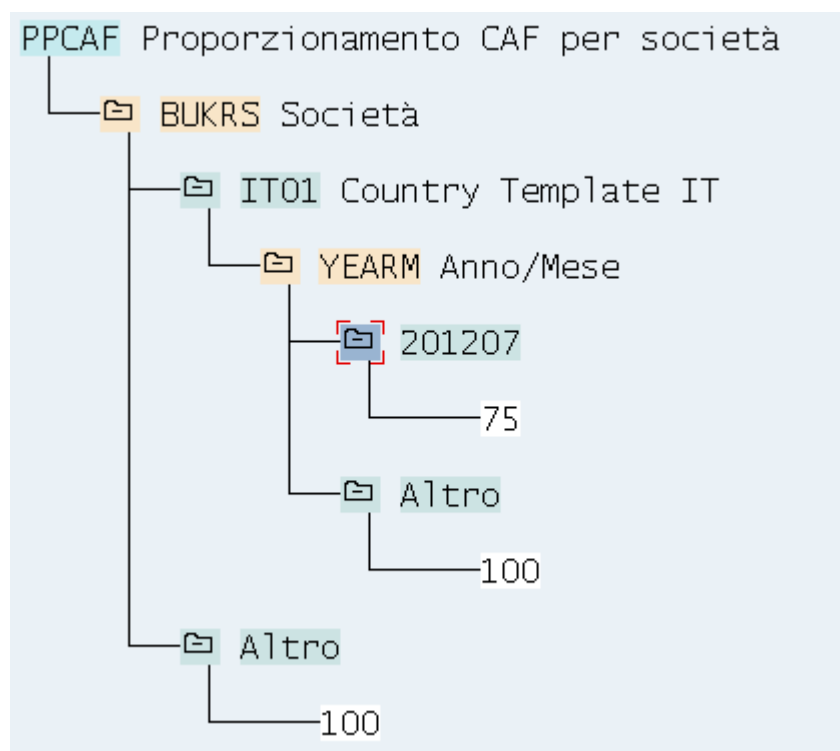 PPCAF Proporzionamento CAF per società
BUKRS Società
IT01 Country Template IT
YEARM Anno/Mese
201207
75
Altro
100
Altro
100